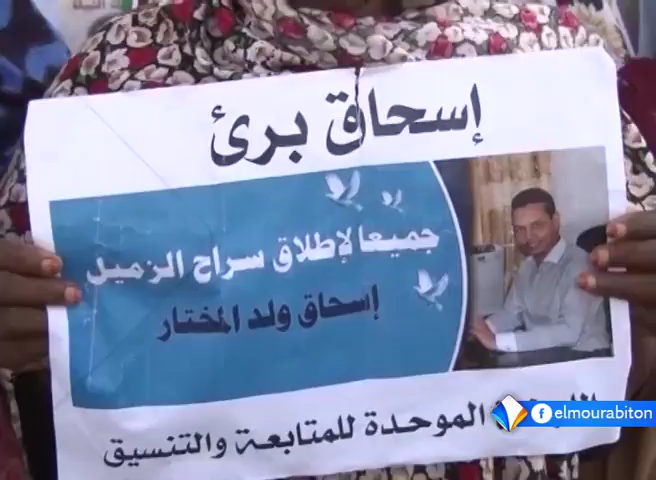 إسحاق برئ
جميعا لإطلاق سراح الزميل
إسحاق ولد المختار
الموحدة للمتابعة والتنسيق
elmourabiton